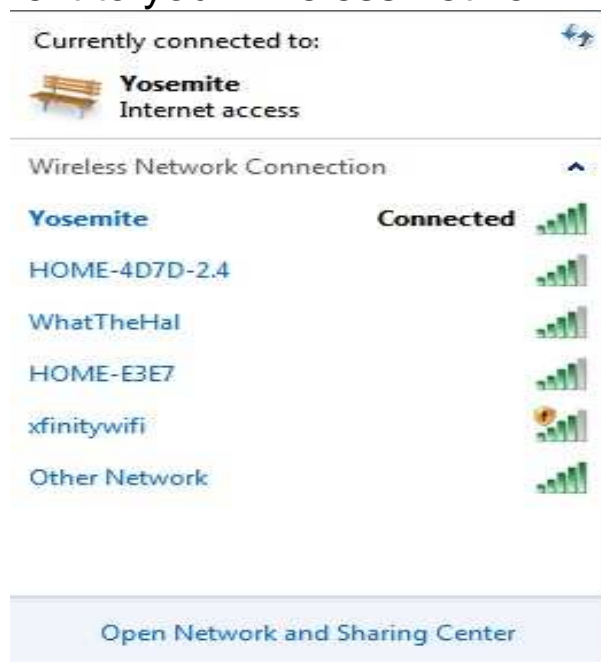 Currently connected to:
Yosemite
Internet access
Wireless Network Connection
Yosemite Connected
HOME-4D7D-2.4
WhatTheHal
HOME-E3E7
xfinitywifi
Other Network
Open Network and Sharing Center